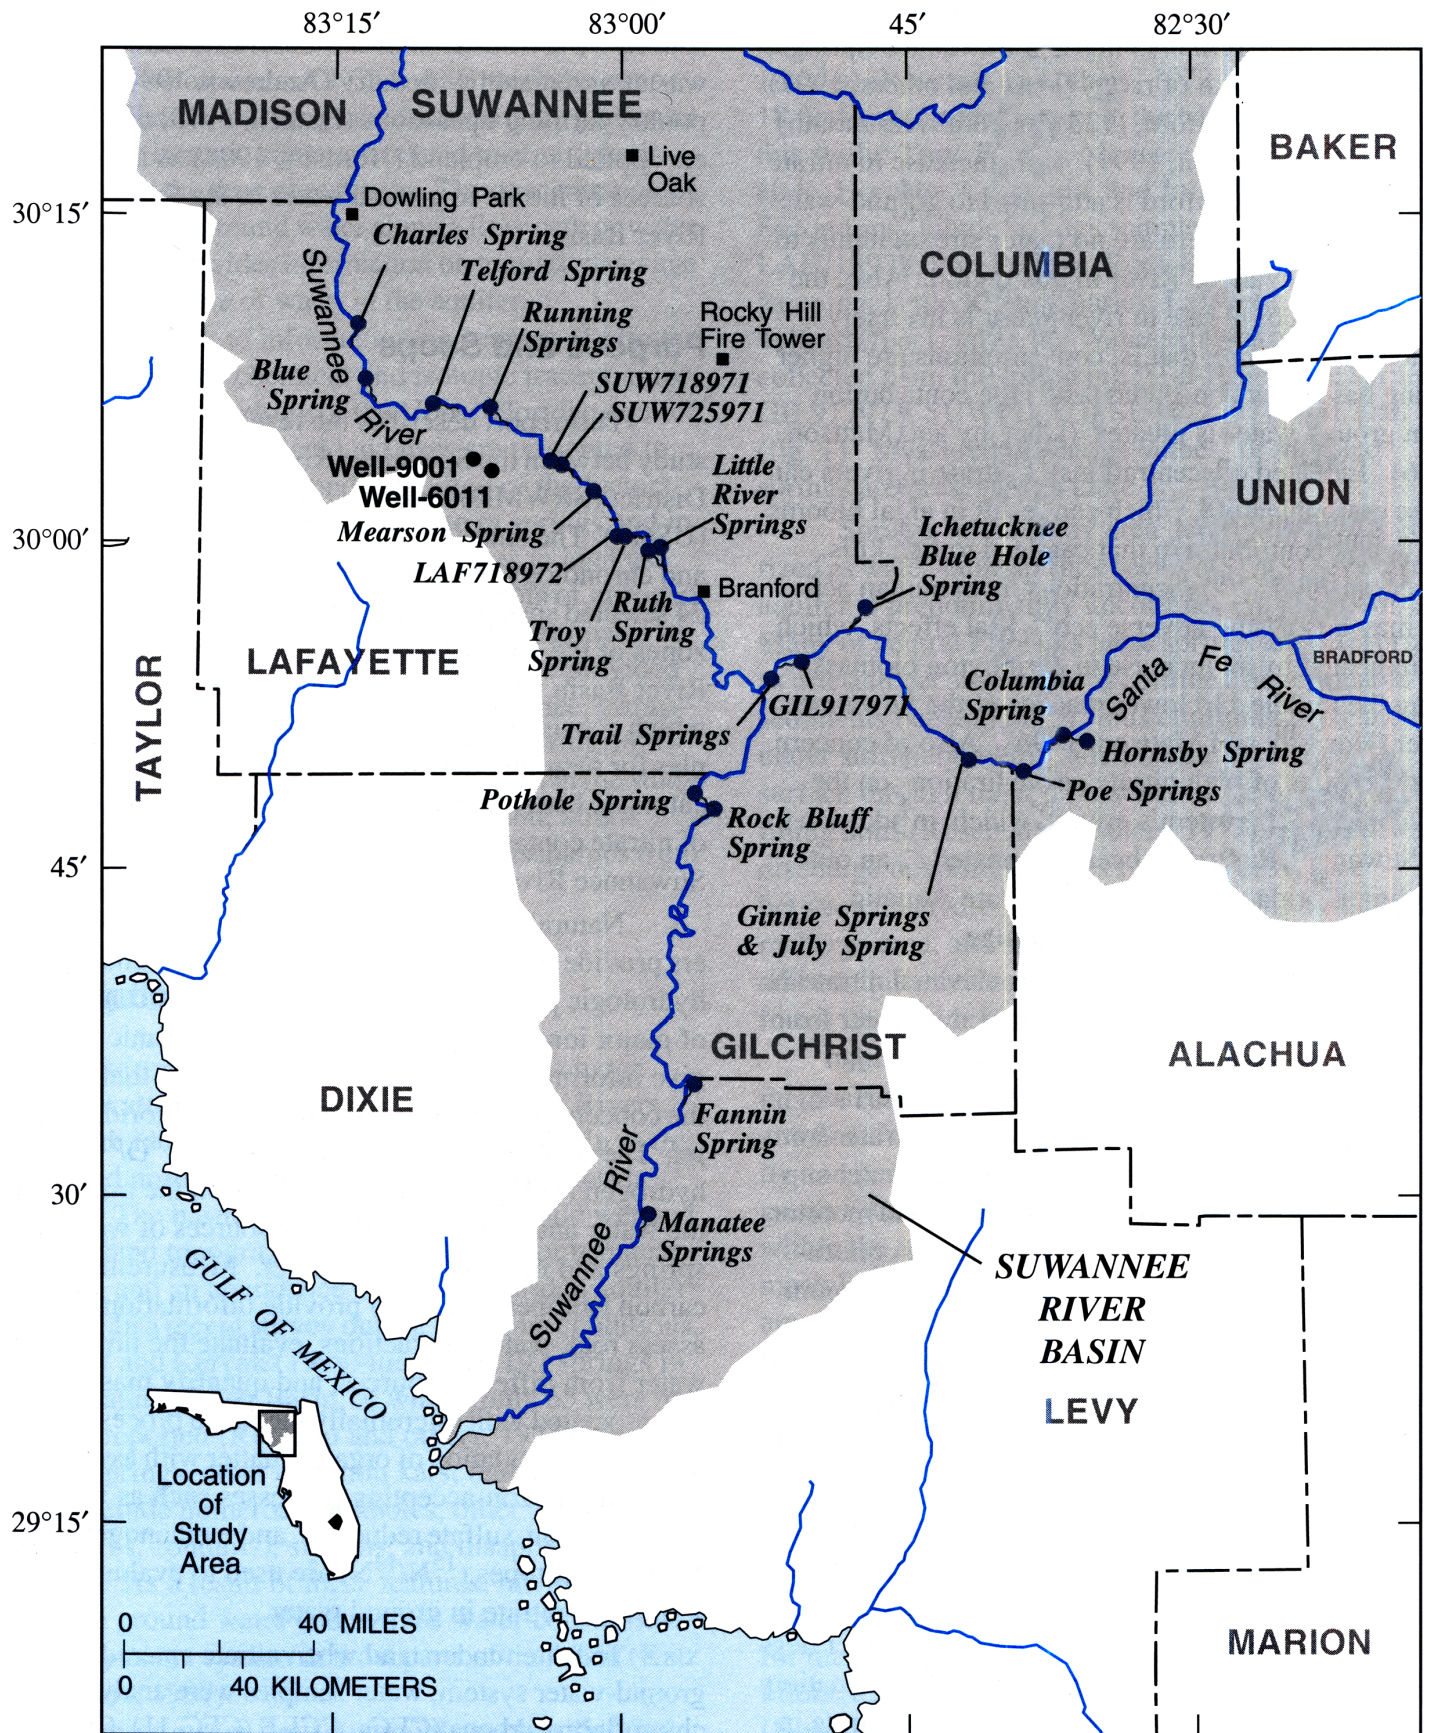 83°15′
83°00′
45′
82°30′
MADISON
SUWANNEE
BAKER
Live
Oak
30°15′
Dowling Park
Charles Spring
Telford Spring
COLUMBIA
Suwannee
River
Running
Springs
Rocky Hill
Fire Tower
Blue
Spring
SUW718971
SUW725971
Well-9001
Well-6011
Little
River
Springs
UNION
Mearson Spring
30°00′
Ichetucknee
Blue Hole
Spring
LAF718972
Branford
Ruth
Spring
Troy
Spring
LAFAYETTE
TAYLOR
Santa Fe River
BRADFORD
Columbia
Spring
GIL917971
Trail Springs
Hornsby Spring
Poe Springs
Pothole Spring
Rock Bluff
Spring
45′
Ginnie Springs
& July Spring
GILCHRIST
ALACHUA
DIXIE
Fannin
Spring
30′
Suwannee River
Manatee
Springs
SUWANNEE
RIVER
BASIN
GULF OF MEXICO
LEVY
Location
of
Study
Area
29°15′
0 40 MILES
0 40 KILOMETERS
MARION